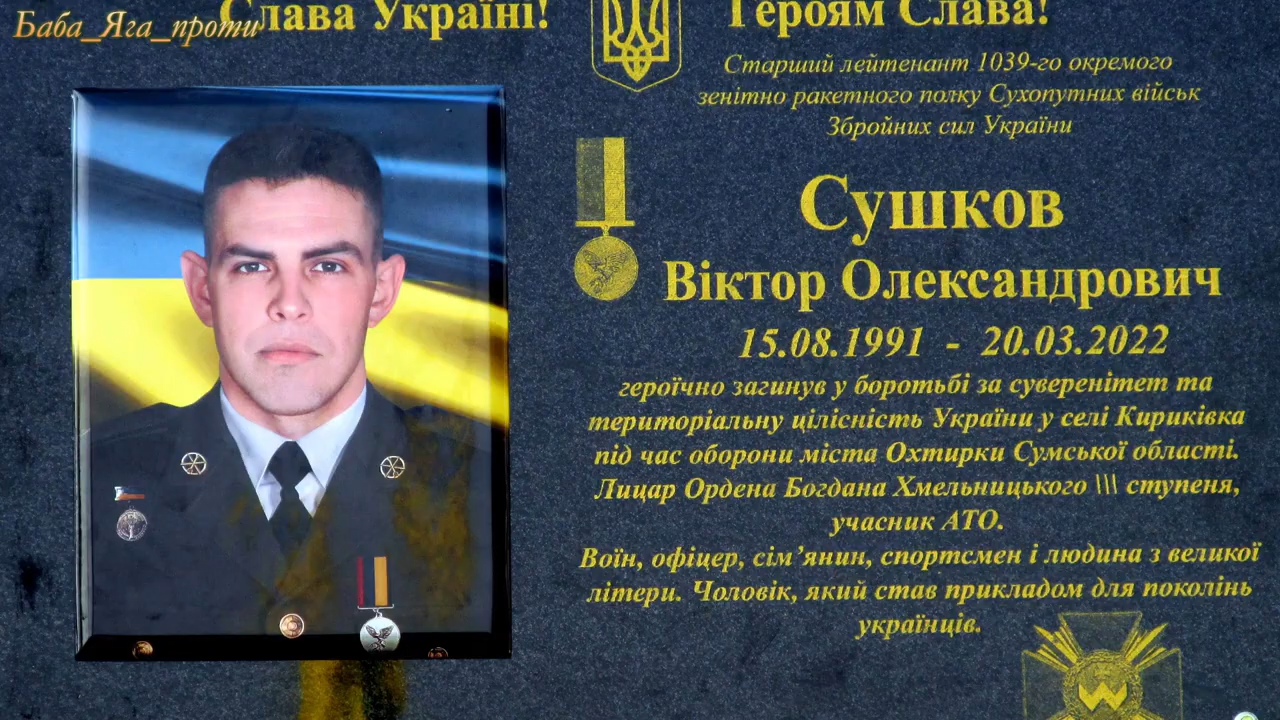 Баба_Яга_проти
Слава Україні!
Героям Слава!
Старший лейтенант 1039-го окремого
зенітно ракетного полку Сухопутних військ
Збройних сил України
Сушков
Віктор Олександрович
15.08.1991 - 20.03.2022
героїчно загинув у боротьбі за суверенітет та
територіальну цілісність України у селі Кириківка
під час оборони міста Охтирки Сумської області.
Лицар Ордена Богдана Хмельницького \\\ ступеня,
учасник АТО.
Воїн, офіцер, сім’янин, спортсмен і людина з великої
літери. Чоловік, який став прикладом для поколінь
українців.